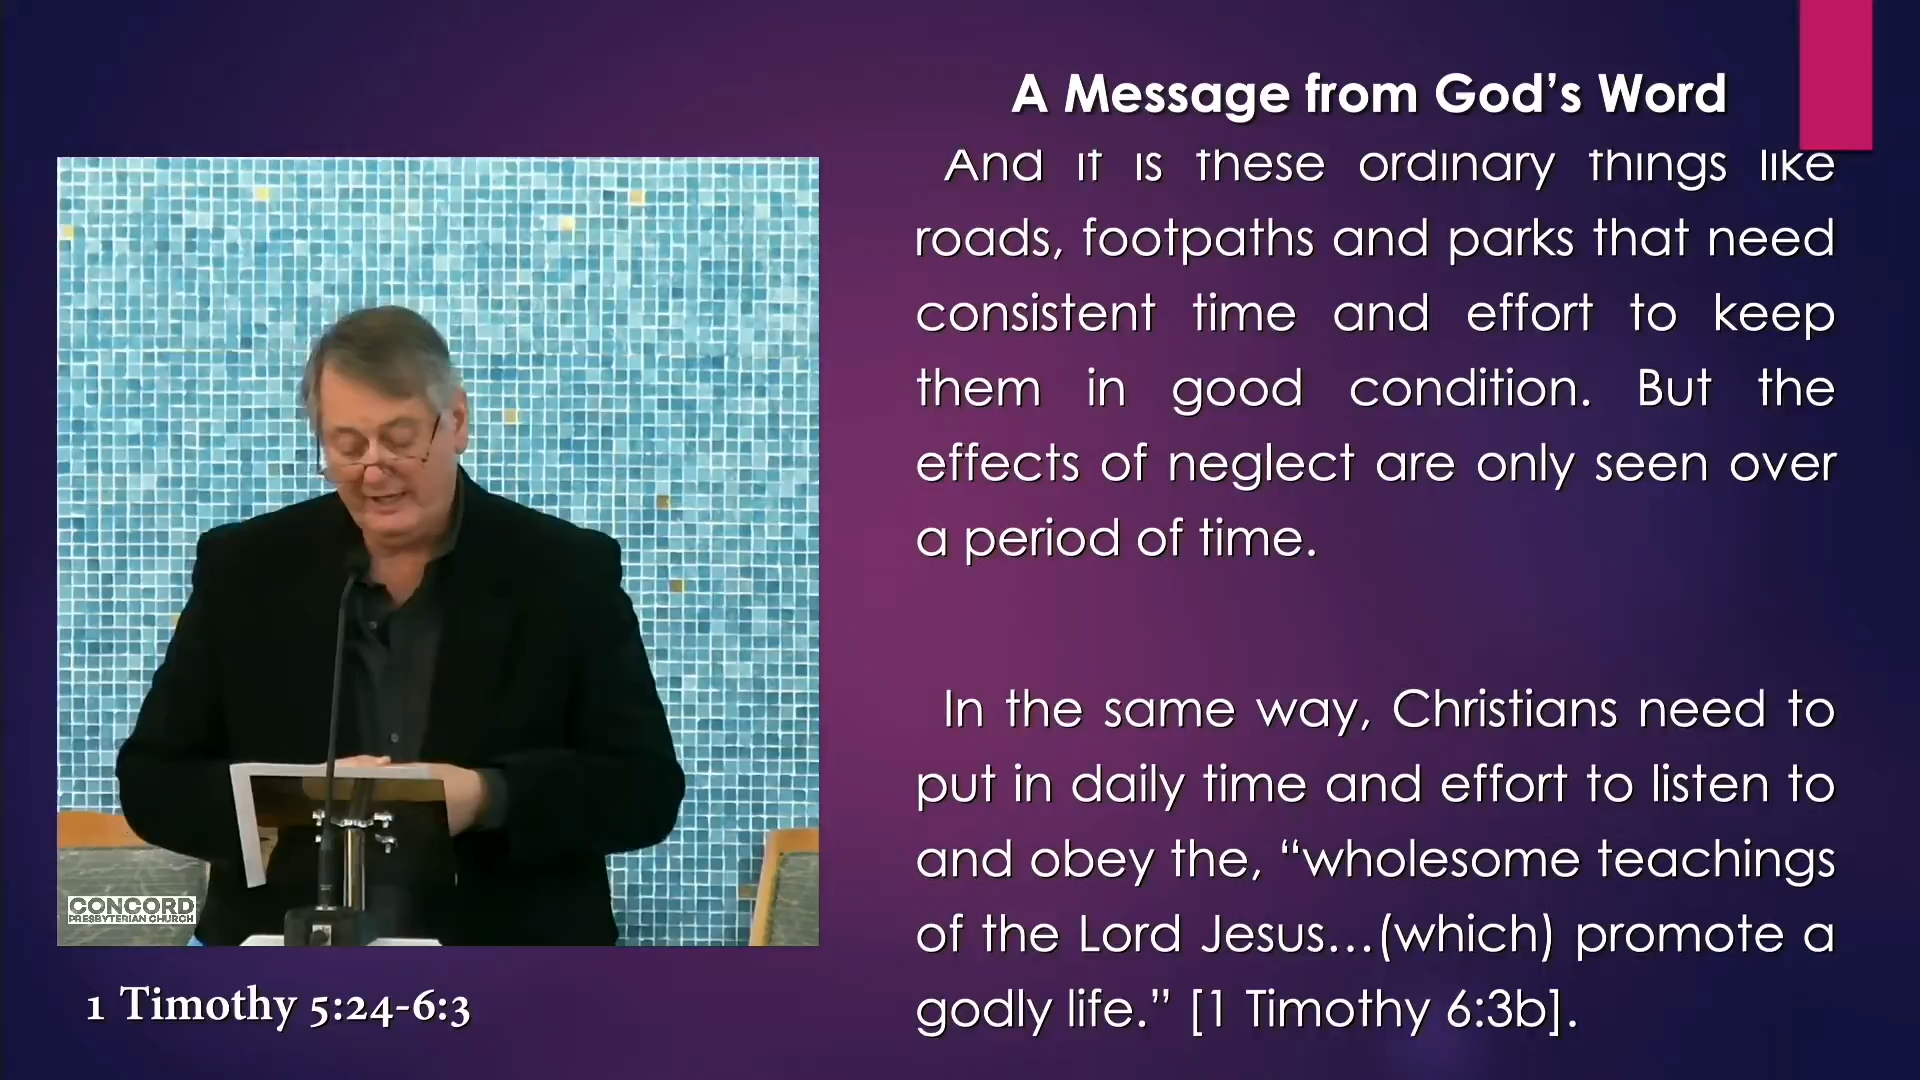 A Message from God’s Word
And it is these ordinary things like
roads, footpaths and parks that need
consistent time and effort to keep
them in good condition. But the
effects of neglect are only seen over
a period of time.
In the same way, Christians need to
put in daily time and effort to listen to
and obey the, “wholesome teachings
of the Lord Jesus…(which) promote a
godly life.” [1 Timothy 6:3b].
CONCORD
PRESBYTERIAN CHURCH
1 Timothy 5:24-6:3